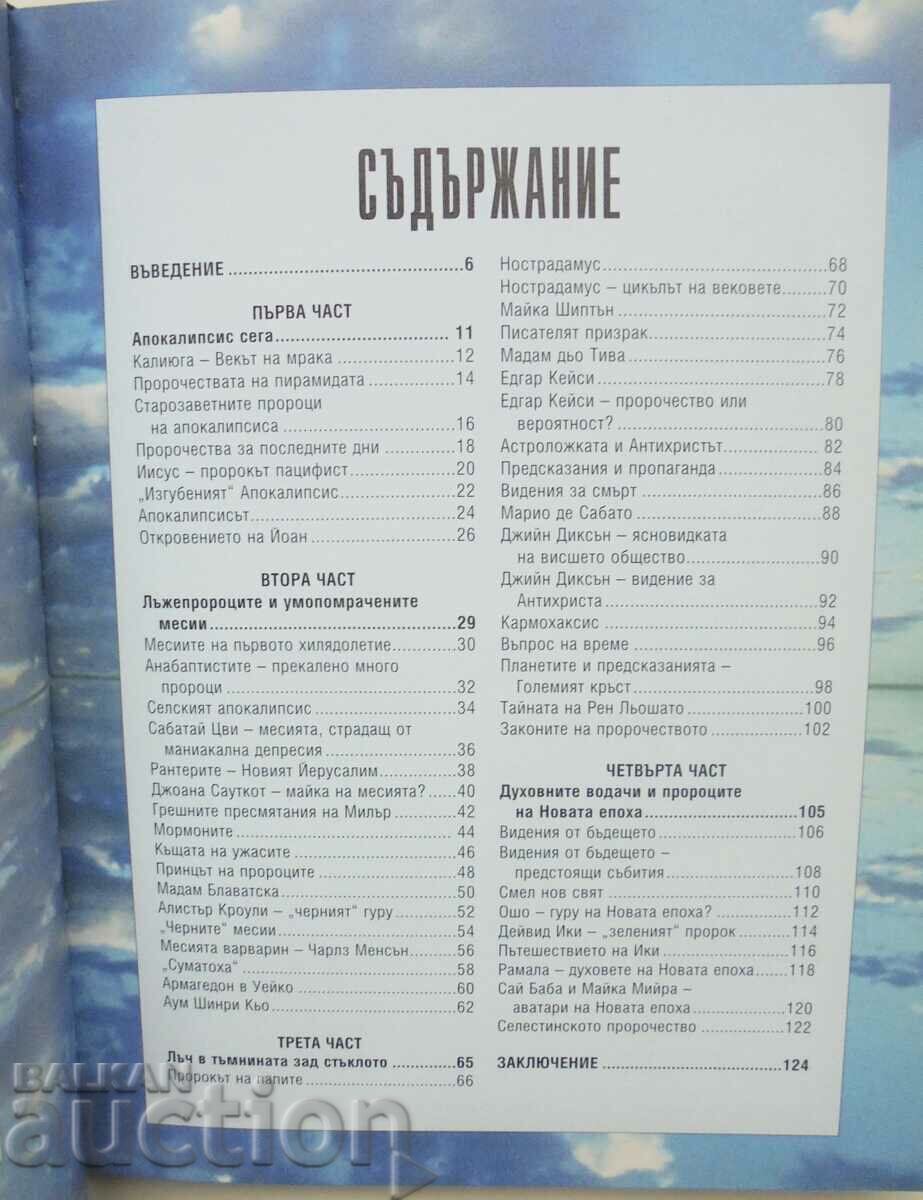 СЪДЪРЖАНИЕ
ВЪВЕДЕНИЕ ... 6
ПЪРВА ЧАСТ
Апокалипсис сега ... 11
Калиюга – Векът на мрака ... 12
Пророчествата на пирамидата ... 14
Старозаветните пророци
на апокалипсиса ... 16
Пророчества за последните дни ... 18
Иисус – пророкът пацифист ... 20
„Изгубеният“ Апокалипсис ... 22
Апокалипсисът ... 24
Откровението на Йоан ... 26
ВТОРА ЧАСТ
Лъжепророците и умопомрачените
месии ... 29
Месиите на първото хилядолетие ... 30
Анабаптистите – прекалено много
пророци ... 32
Селският апокалипсис ... 34
Сабатай Цви – месията, страдащ от
маниакална депресия ... 36
Рантерите – Новият Йерусалим ... 38
Джоана Сауткот – майка на месията? ... 40
Грешните пресмятания на Милър ... 42
Мормоните ... 44
Къщата на ужасите ... 46
Принцът на пророците ... 48
Мадам Блаватска ... 50
Алистър Кроули – „черният“ гуру ... 52
„Черните“ месии ... 54
Месията варварин – Чарлз Менсън ... 56
„Суматоха“ ... 58
Армагедон в Уейко ... 60
Аум Шинри Кьо ... 62
ТРЕТА ЧАСТ
Лъч в тъмнината зад стъклото ... 65
Пророкът на папите ... 66
Нострадамус ... 68
Нострадамус – цикълът на вековете ... 70
Майка Шиптън ... 72
Писателят призрак ... 74
Мадам дьо Тива ... 76
Едгар Кейси ... 78
Едгар Кейси – пророчество или
вероятност? ... 80
Астроложката и Антихристът ... 82
Предсказания и пропаганда ... 84
Видения за смърт ... 86
Марио де Сабато ... 88
Джийн Диксън – ясновидката
на висшето общество ... 90
Джийн Диксън – видение за
Антихриста ... 92
Кармохаксис ... 94
Въпрос на време ... 96
Планетите и предсказанията –
Големият кръст ... 98
Тайната на Рен Льошато ... 100
Законите на пророчеството ... 102
ЧЕТВЪРТА ЧАСТ
Духовните водачи и пророците
на Новата епоха ... 105
Видения от бъдещето ... 106
Видения от бъдещето –
предстоящи събития ... 108
Смел нов свят ... 110
Ошо – гуру на Новата епоха? ... 112
Дейвид Ики – „зеленият“ пророк ... 114
Пътешествието на Ики ... 116
Рамала – духовете на Новата епоха ... 118
Сай Баба и Майка Мийра –
аватари на Новата епоха ... 120
Селестинското пророчество ... 122
ЗАКЛЮЧЕНИЕ ... 124
BALKAN
auction